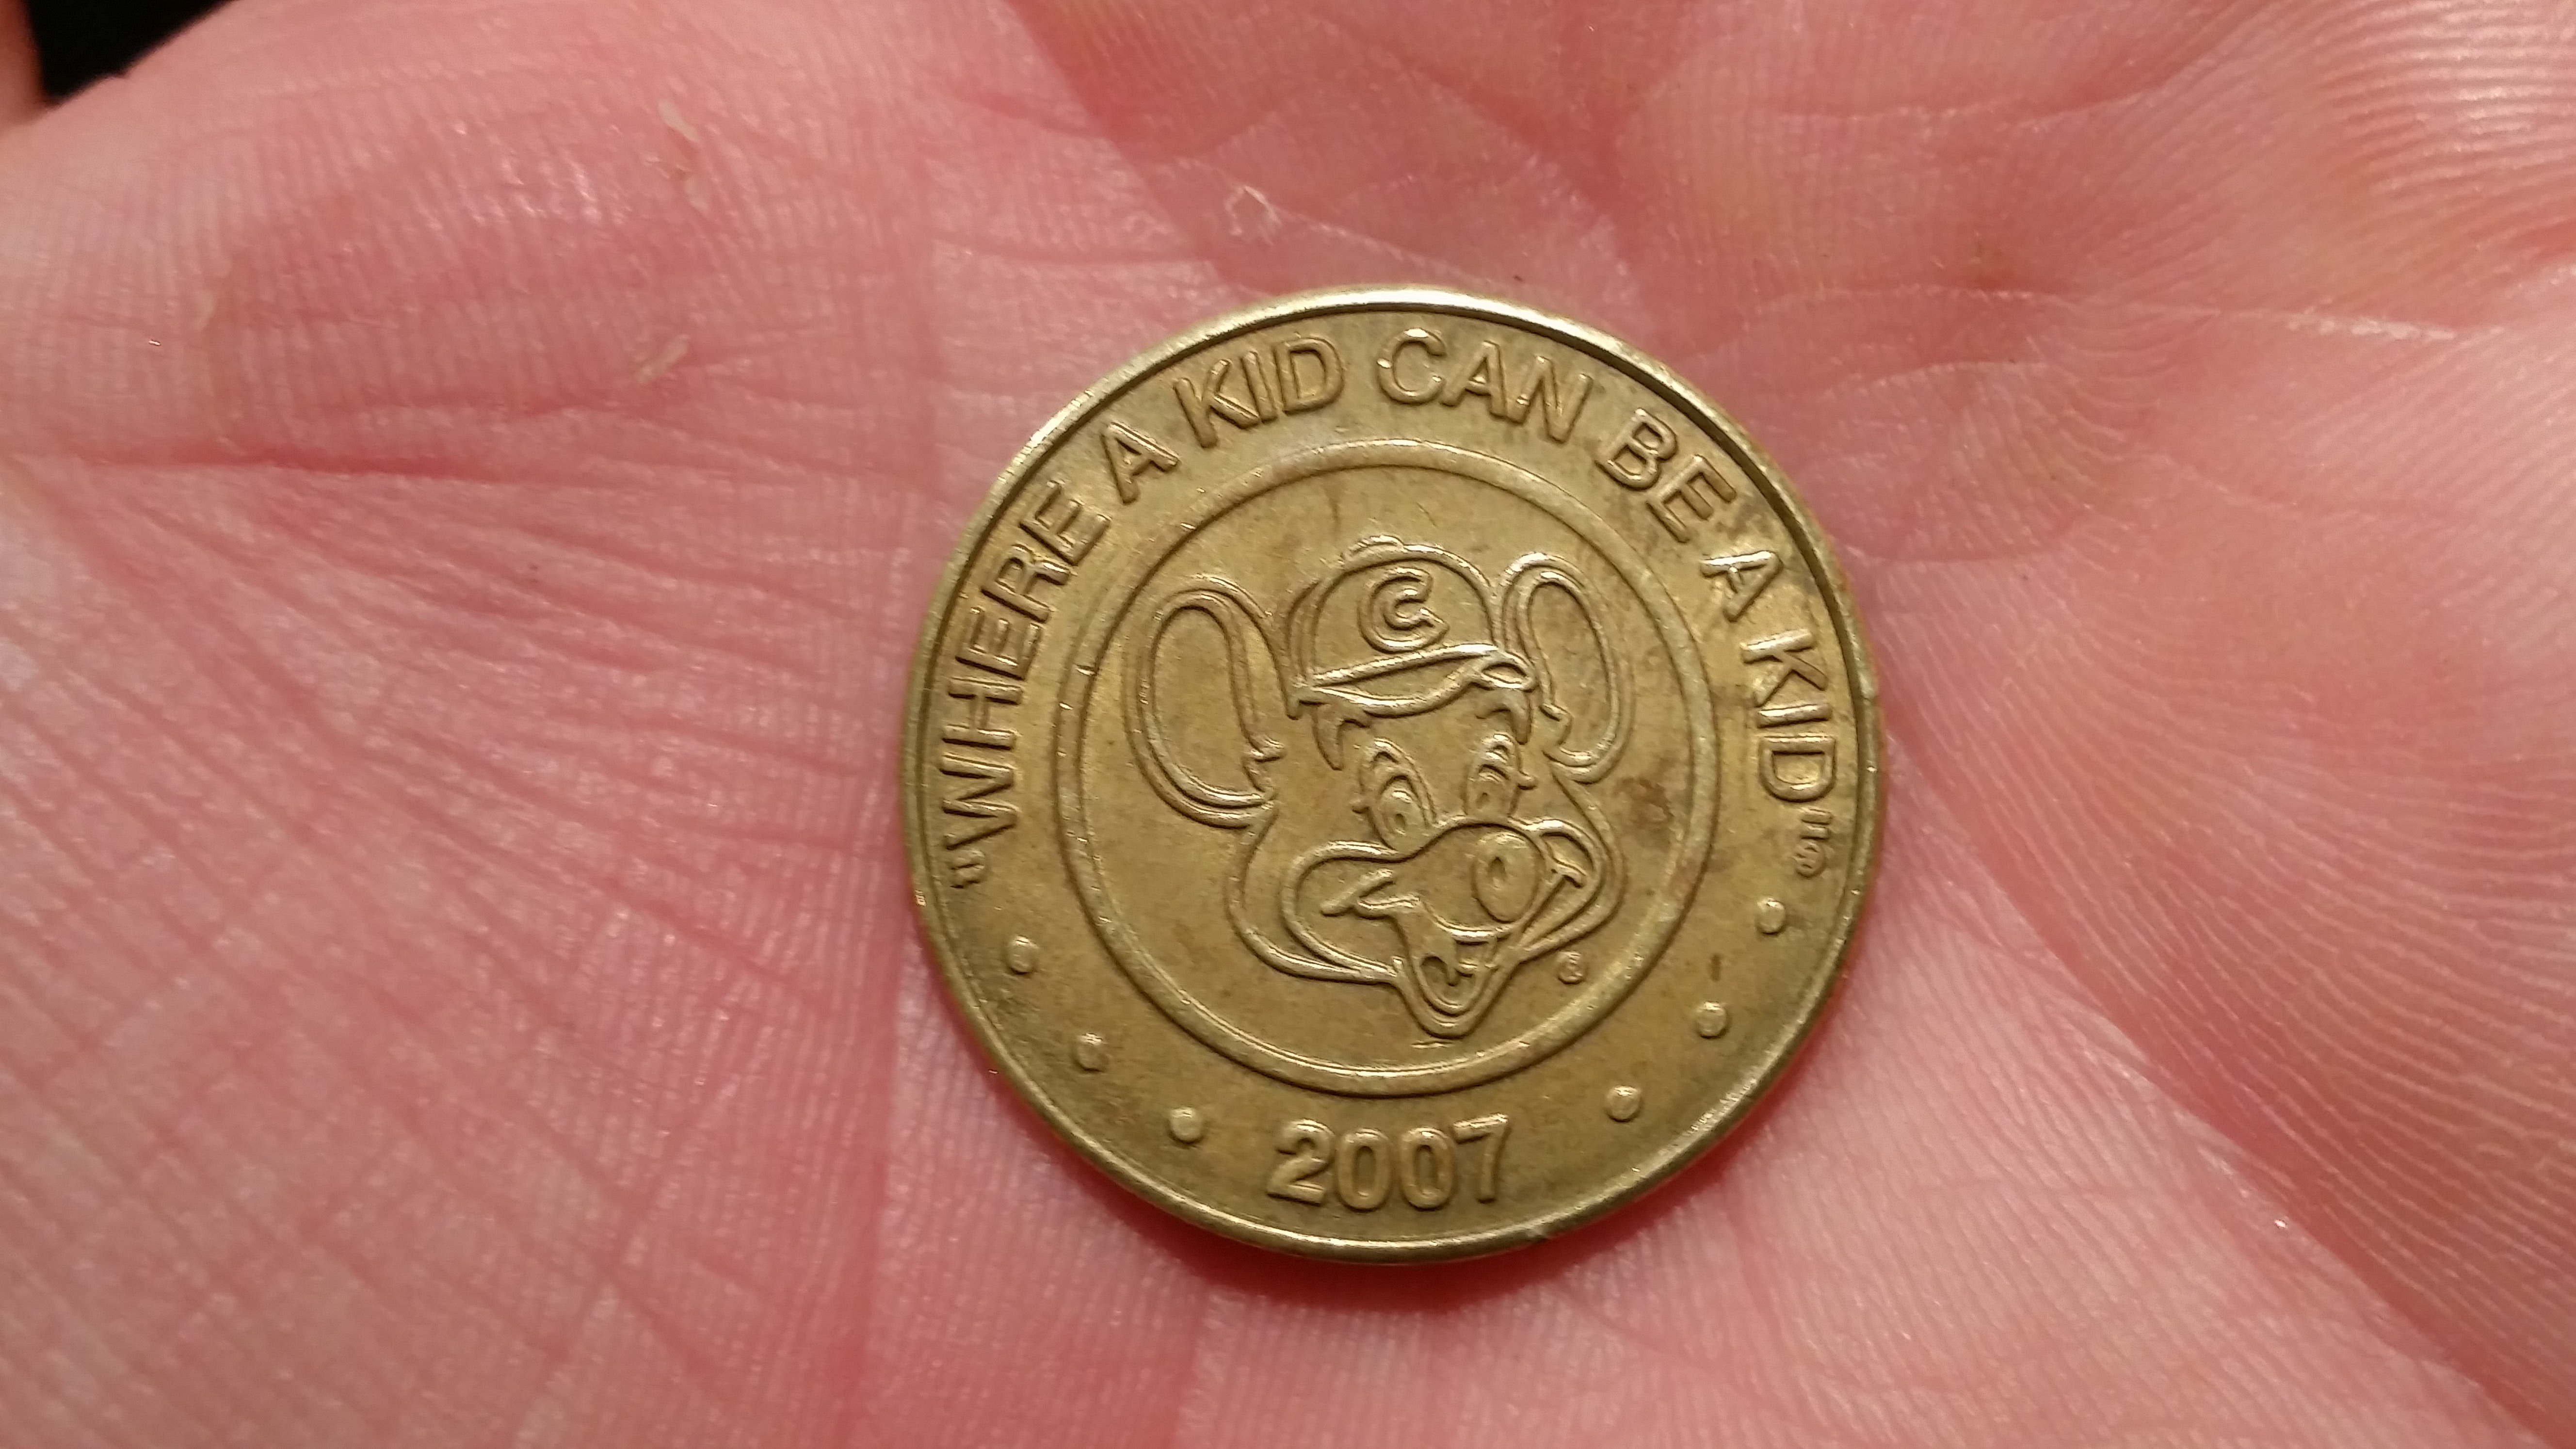 "WHERE A KID CAN BE A KID"®
C
®
2007